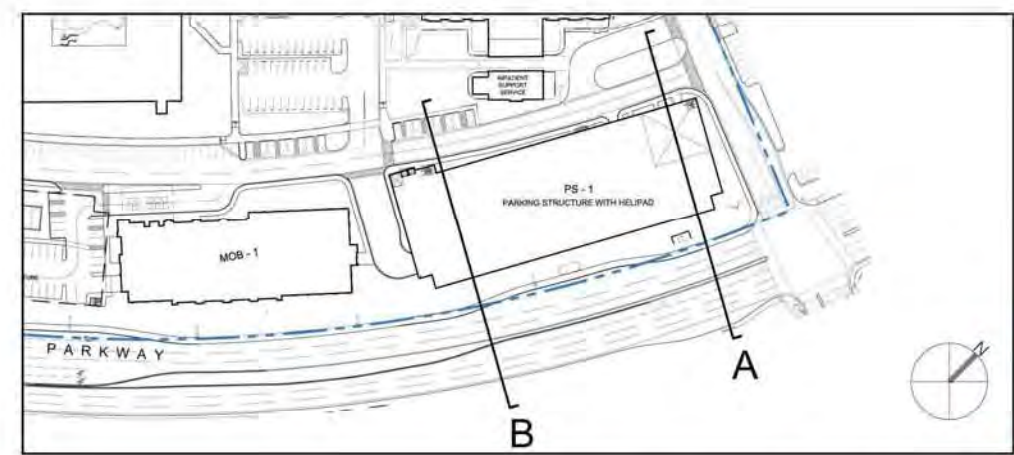 INPATIENT
SUPPORT
SERVICE
PS - 1
PARKING STRUCTURE WITH HELIPAD
MOB - 1
PARKWAY
A
B
N